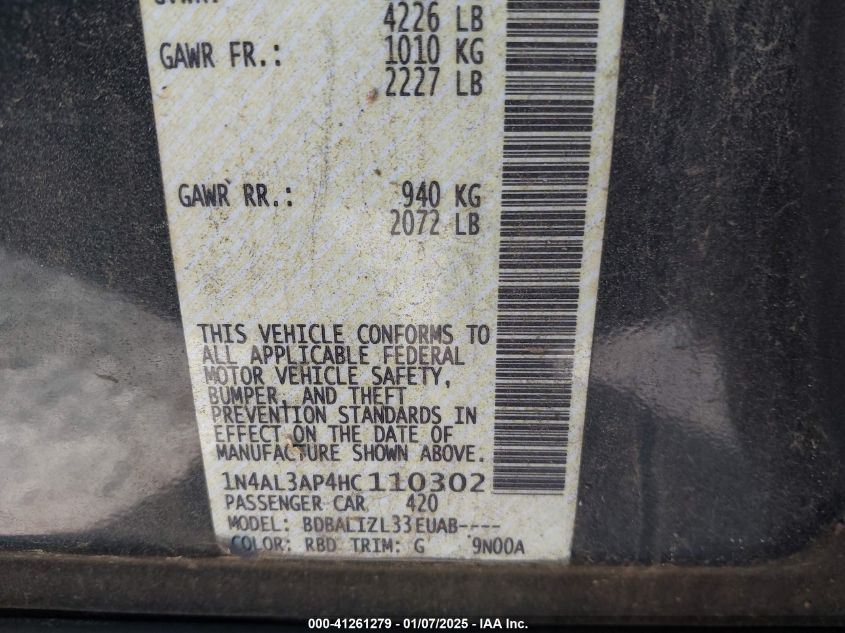 4226 LB
GAWR FR.: 1010 KG
2227 LB
GAWR RR.: 940 KG
2072 LB
THIS VEHICLE CONFORMS TO
ALL APPLICABLE FEDERAL
MOTOR VEHICLE SAFETY,
BUMPER, AND THEFT
PREVENTION STANDARDS IN
EFFECT ON THE DATE OF
MANUFACTURE SHOWN ABOVE.
1N4AL3AP4HC110302
PASSENGER CAR 420
MODEL: BDBALIZL33EUAB----
COLOR: RBD TRIM: G 9N00A
000-41261279 - 01/07/2025 - IAA Inc.